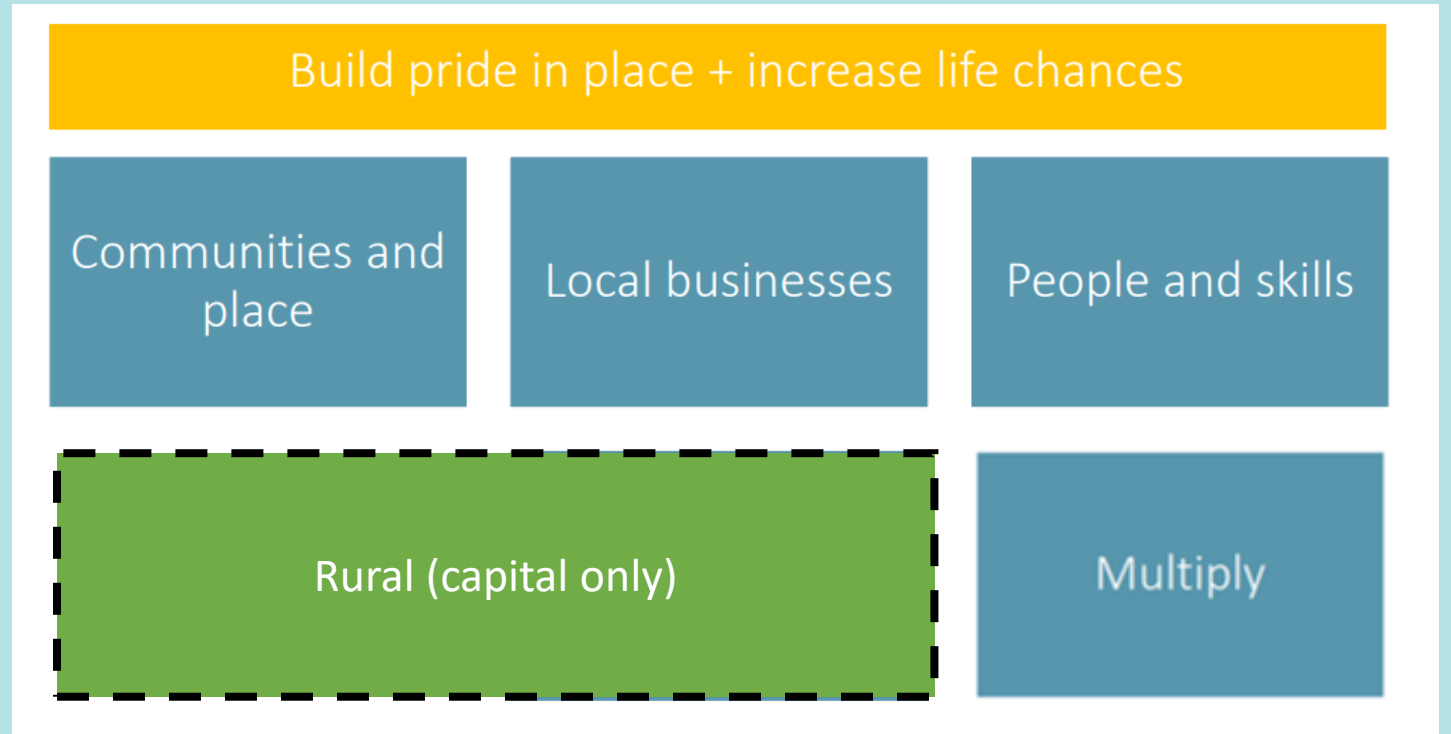 Build pride in place + increase life chances
Communities and
place
Local businesses
People and skills
Rural (capital only)
Multiply